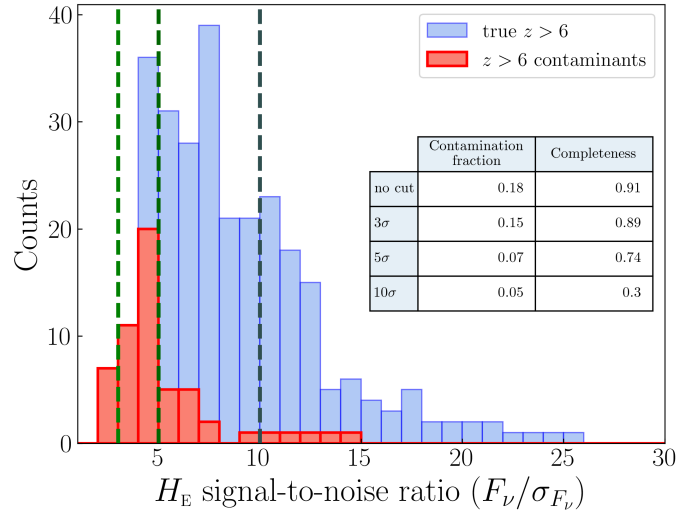 40
30
20
10
0
Counts
5
10
15
20
25
30
H_E signal-to-noise ratio (F_ν/σ_{F_ν})
true z > 6
z > 6 contaminants
Contamination fraction Completeness
no cut 0.18 0.91
3σ 0.15 0.89
5σ 0.07 0.74
10σ 0.05 0.3